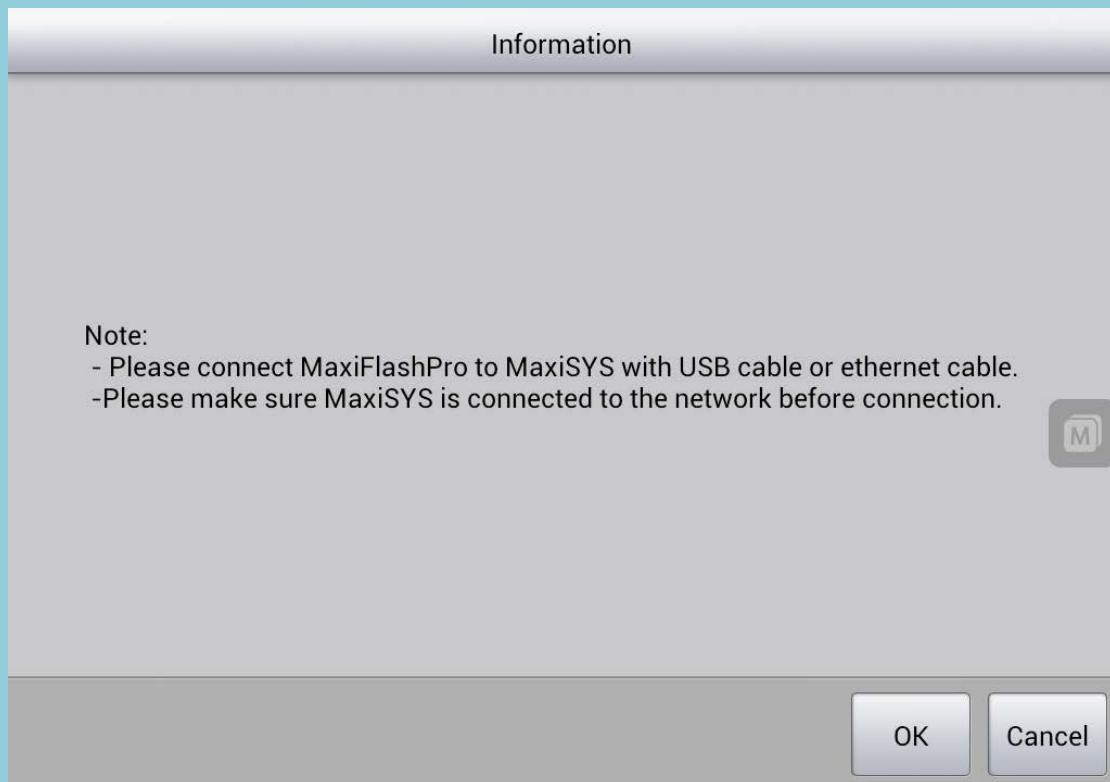 Information
Note:
- Please connect MaxiFlashPro to MaxiSYS with USB cable or ethernet cable.
-Please make sure MaxiSYS is connected to the network before connection.
M
OK
Cancel